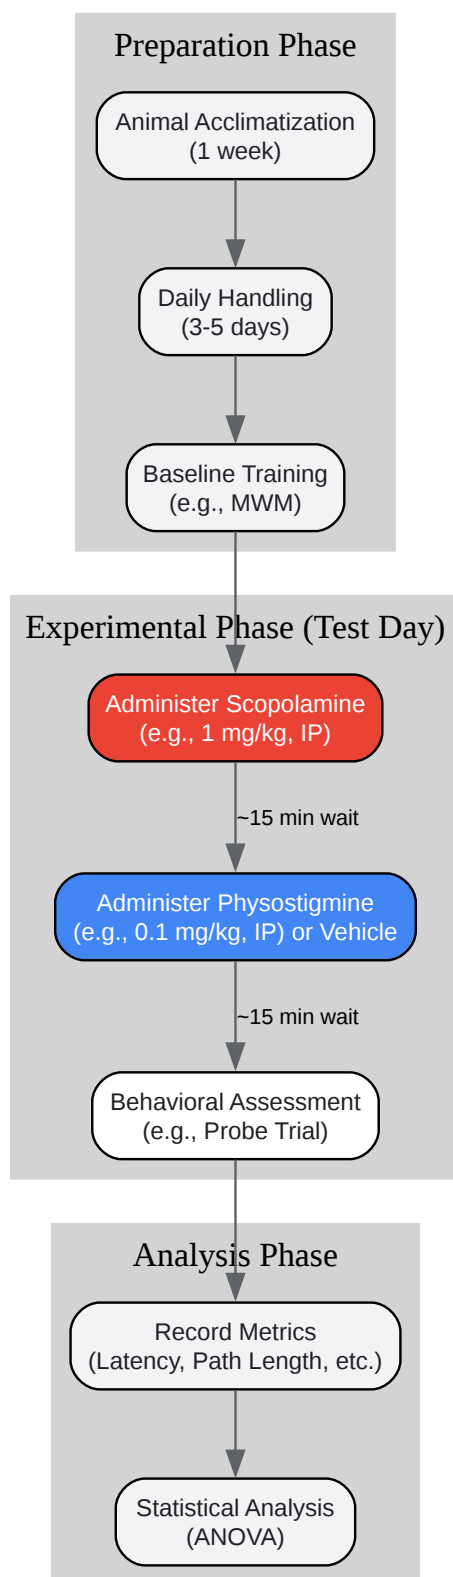 Preparation Phase
Animal Acclimatization
(1 week)
Daily Handling
(3-5 days)
Baseline Training
(e.g., MWM)
Experimental Phase (Test Day)
Administer Scopolamine
(e.g., 1 mg/kg, IP)
~15 min wait
Administer Physostigmine
(e.g., 0.1 mg/kg, IP) or Vehicle
~15 min wait
Behavioral Assessment
(e.g., Probe Trial)
Analysis Phase
Record Metrics
(Latency, Path Length, etc.)
Statistical Analysis
(ANOVA)